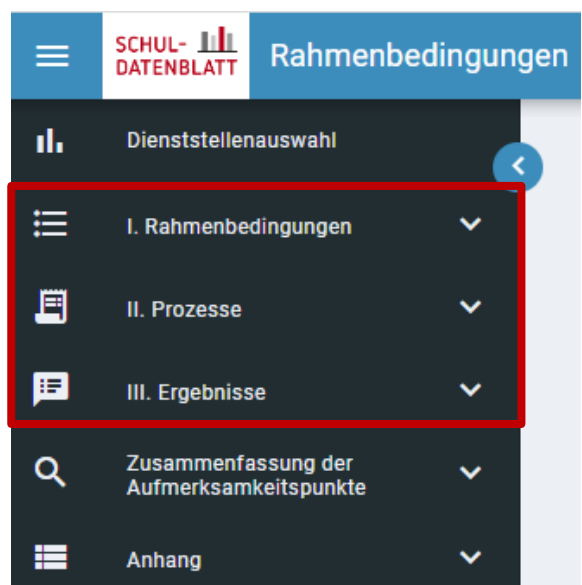 SCHUL-
DATENBLATT
Rahmenbedingungen
Dienststellenauswahl
I. Rahmenbedingungen
II. Prozesse
III. Ergebnisse
Zusammenfassung der
Aufmerksamkeitspunkte
Anhang